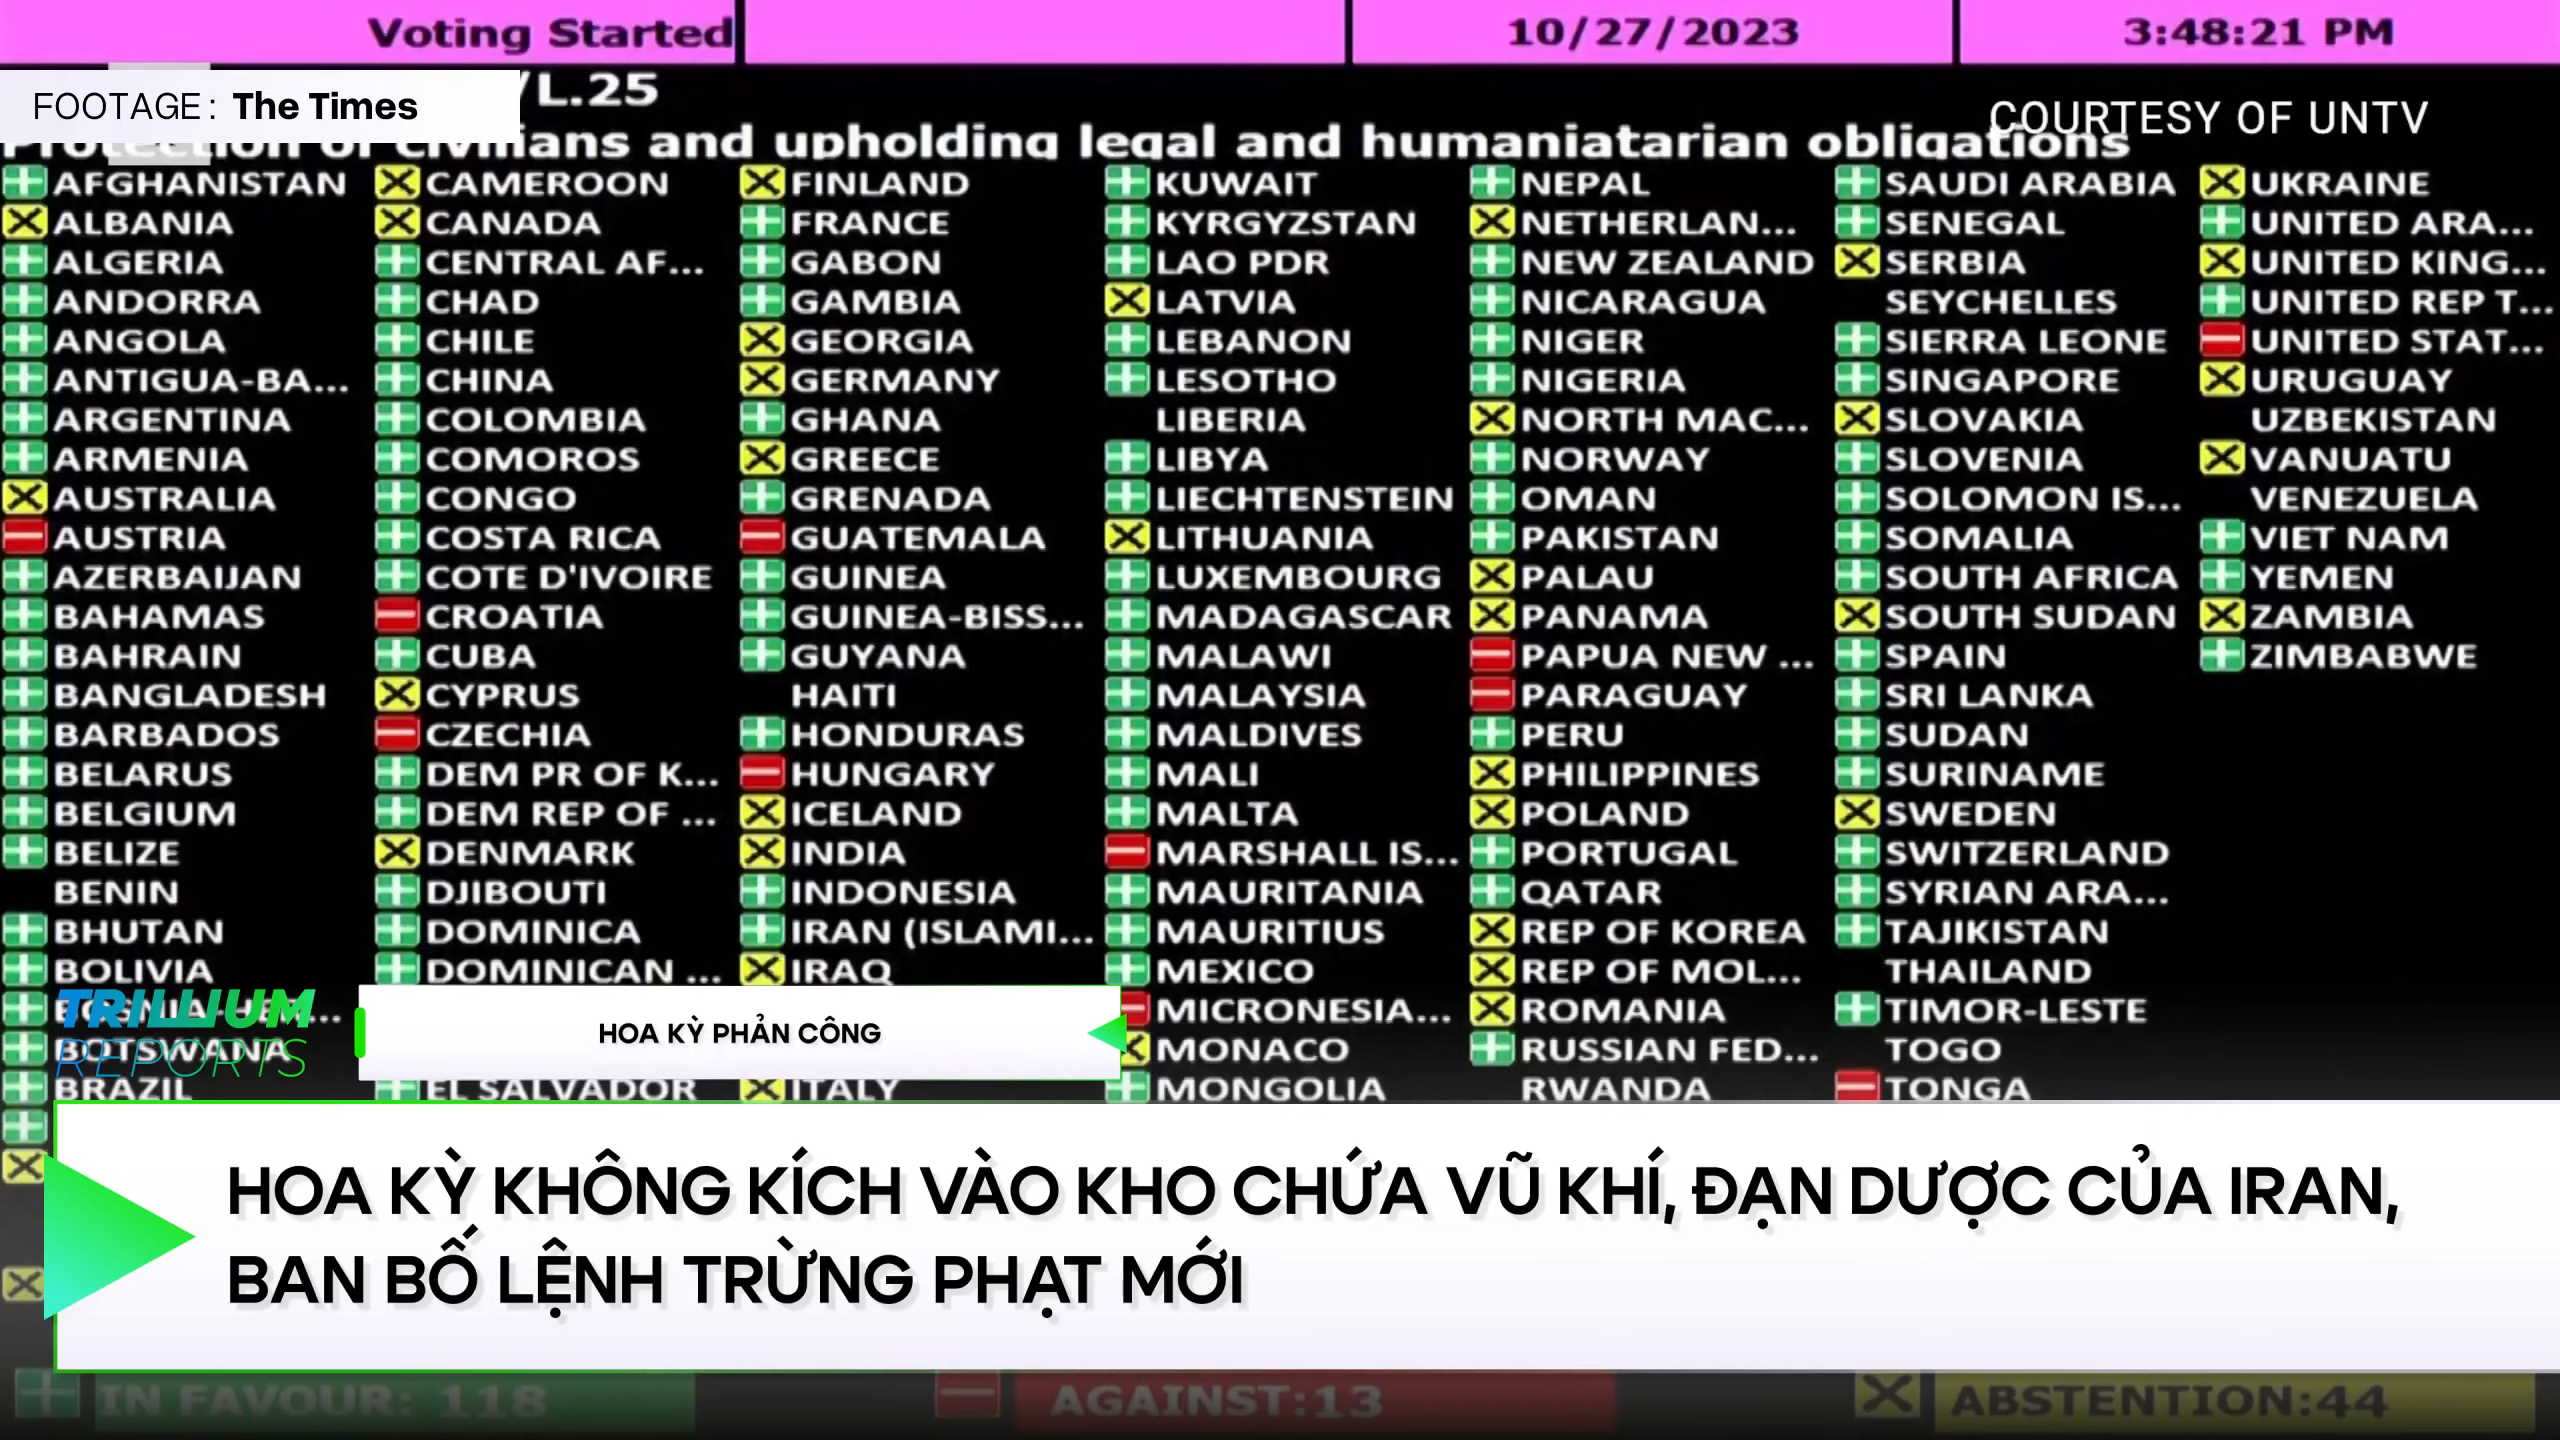 Voting Started 10/27/2023 3:48:21 PM
/L.25
FOOTAGE: The Times
COURTESY OF UNTV
Protection of civilians and upholding legal and humaniatarian obligations
AFGHANISTAN CAMEROON FINLAND KUWAIT NEPAL SAUDI ARABIA UKRAINE
ALBANIA CANADA FRANCE KYRGYZSTAN NETHERLAN... SENEGAL UNITED ARA...
ALGERIA CENTRAL AF... GABON LAO PDR NEW ZEALAND SERBIA UNITED KING...
ANDORRA CHAD GAMBIA LATVIA NICARAGUA SEYCHELLES UNITED REP T...
ANGOLA CHILE GEORGIA LEBANON NIGER SIERRA LEONE UNITED STAT...
ANTIGUA-BA... CHINA GERMANY LESOTHO NIGERIA SINGAPORE URUGUAY
ARGENTINA COLOMBIA GHANA LIBERIA NORTH MAC... SLOVAKIA UZBEKISTAN
ARMENIA COMOROS GREECE LIBYA NORWAY SLOVENIA VANUATU
AUSTRALIA CONGO GRENADA LIECHTENSTEIN OMAN SOLOMON IS... VENEZUELA
AUSTRIA COSTA RICA GUATEMALA LITHUANIA PAKISTAN SOMALIA VIET NAM
AZERBAIJAN COTE D'IVOIRE GUINEA LUXEMBOURG PALAU SOUTH AFRICA YEMEN
BAHAMAS CROATIA GUINEA-BISS... MADAGASCAR PANAMA SOUTH SUDAN ZAMBIA
BAHRAIN CUBA GUYANA MALAWI PAPUA NEW ... SPAIN ZIMBABWE
BANGLADESH CYPRUS HAITI MALAYSIA PARAGUAY SRI LANKA
BARBADOS CZECHIA HONDURAS MALDIVES PERU SUDAN
BELARUS DEM PR OF K... HUNGARY MALI PHILIPPINES SURINAME
BELGIUM DEM REP OF ... ICELAND MALTA POLAND SWEDEN
BELIZE DENMARK INDIA MARSHALL IS... PORTUGAL SWITZERLAND
BENIN DJIBOUTI INDONESIA MAURITANIA QATAR SYRIAN ARA...
BHUTAN DOMINICA IRAN (ISLAMI... MAURITIUS REP OF KOREA TAJIKISTAN
BOLIVIA DOMINICAN ... IRAQ MEXICO REP OF MOL... THAILAND
BOSNIA-HER... MICRONESIA... ROMANIA TIMOR-LESTE
BOTSWANA MONACO RUSSIAN FED... TOGO
BRAZIL EL SALVADOR ITALY MONGOLIA RWANDA TONGA
TRILLIUM
REPORTS
HOA KỲ PHẢN CÔNG
HOA KỲ KHÔNG KÍCH VÀO KHO CHỨA VŨ KHÍ, ĐẠN DƯỢC CỦA IRAN,
BAN BỐ LỆNH TRỪNG PHẠT MỚI
IN FAVOUR: 118 AGAINST:13 ABSTENTION:44